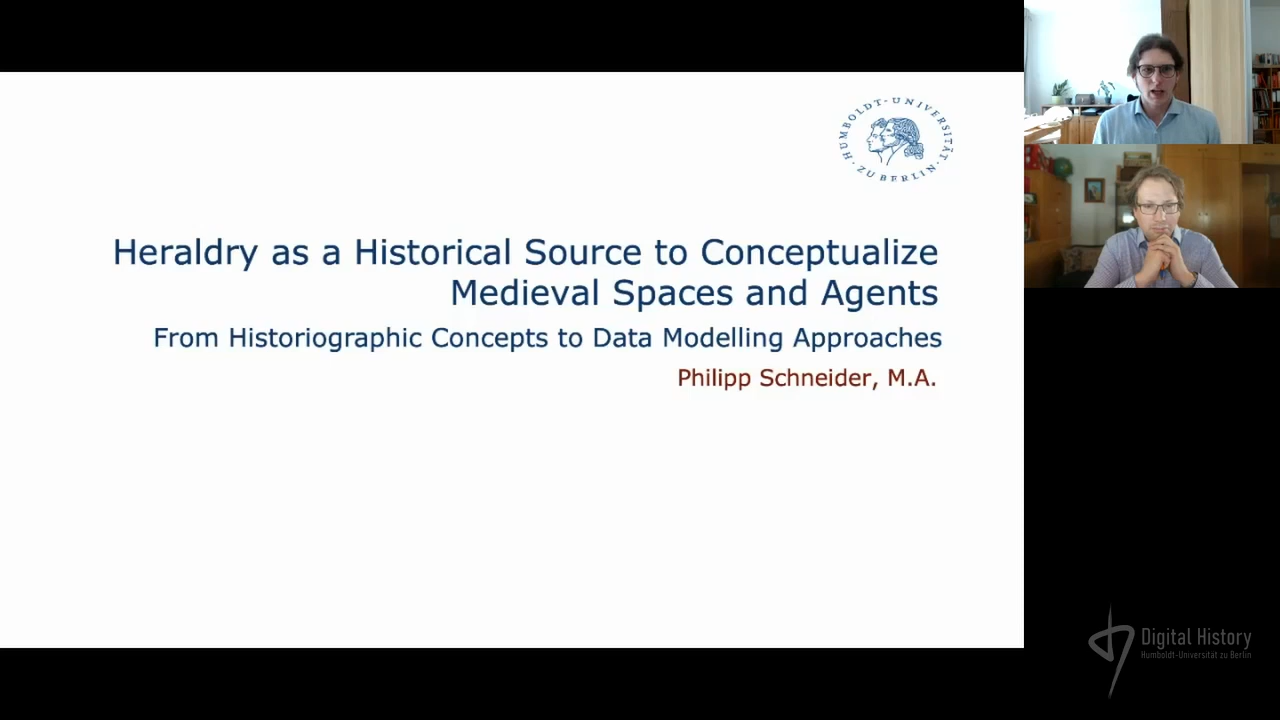 HUMBOLDT-UNIVERSITÄT
·ZU BERLIN·
Heraldry as a Historical Source to Conceptualize
Medieval Spaces and Agents
From Historiographic Concepts to Data Modelling Approaches
Philipp Schneider, M.A.
Digital History
Humboldt-Universität zu Berlin